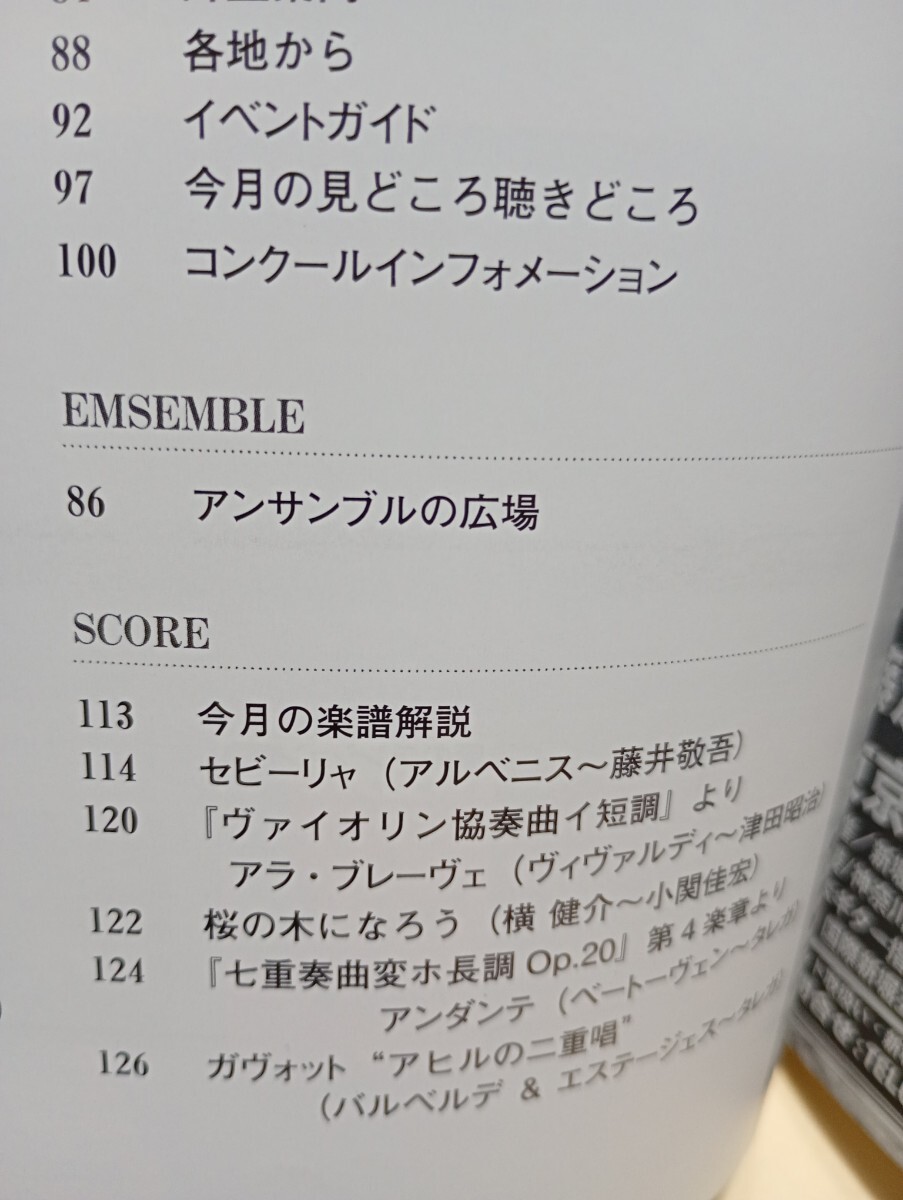 88 各地から
92 イベントガイド
97 今月の見どころ聴きどころ
100 コンクールインフォメーション
EMSEMBLE
86 アンサンブルの広場
SCORE
113 今月の楽譜解説
114 セビーリャ (アルベニス〜藤井敬吾)
120 『ヴァイオリン協奏曲イ短調』より
アラ・ブレーヴェ (ヴィヴァルディ〜津田昭治)
122 桜の木になろう (横 健介〜小関佳宏)
124 『七重奏曲変ホ長調 Op.20』第4楽章より
アンダンテ (ベートーヴェン〜タレガ)
126 ガヴォット “アヒルの二重唱”
(バルベルデ & エステージェス〜タレガ)